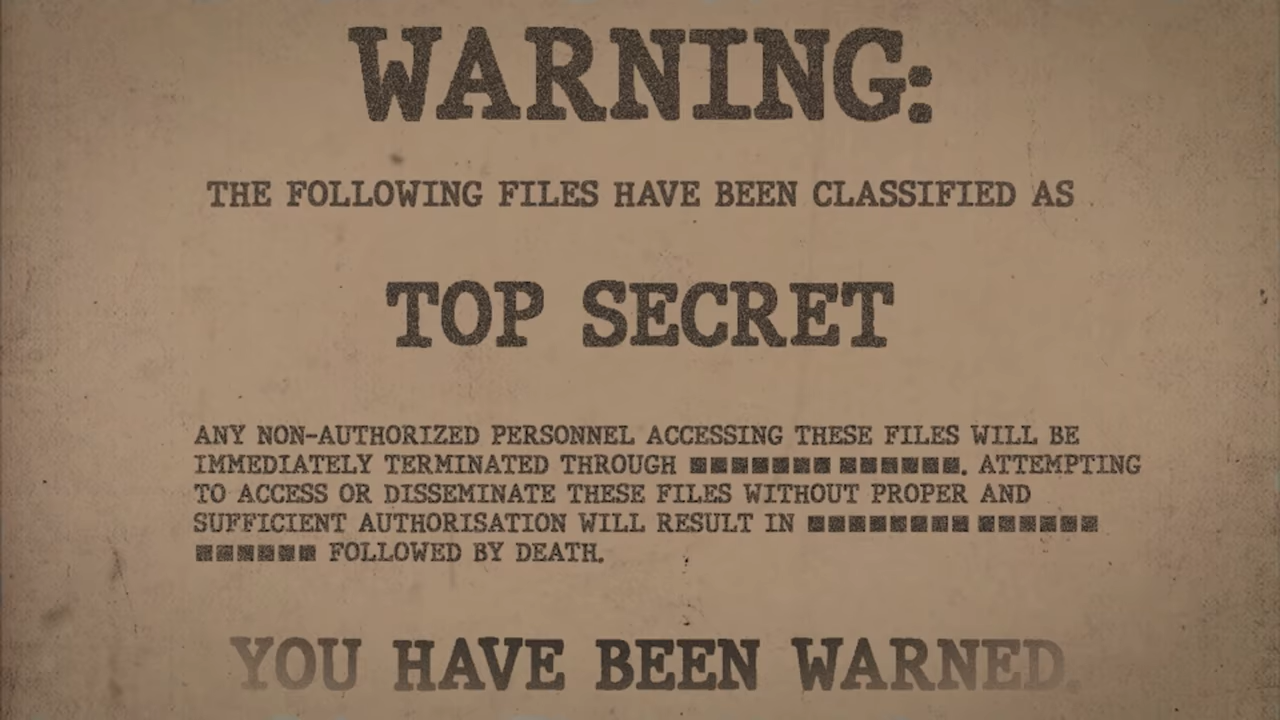 WARNING:
THE FOLLOWING FILES HAVE BEEN CLASSIFIED AS
TOP SECRET
ANY NON-AUTHORIZED PERSONNEL ACCESSING THESE FILES WILL BE
IMMEDIATELY TERMINATED THROUGH ■■■■■■■ ■■■■■■. ATTEMPTING
TO ACCESS OR DISSEMINATE THESE FILES WITHOUT PROPER AND
SUFFICIENT AUTHORISATION WILL RESULT IN ■■■■■■■■ ■■■■■■
■■■■■■ FOLLOWED BY DEATH.
YOU HAVE BEEN WARNED.